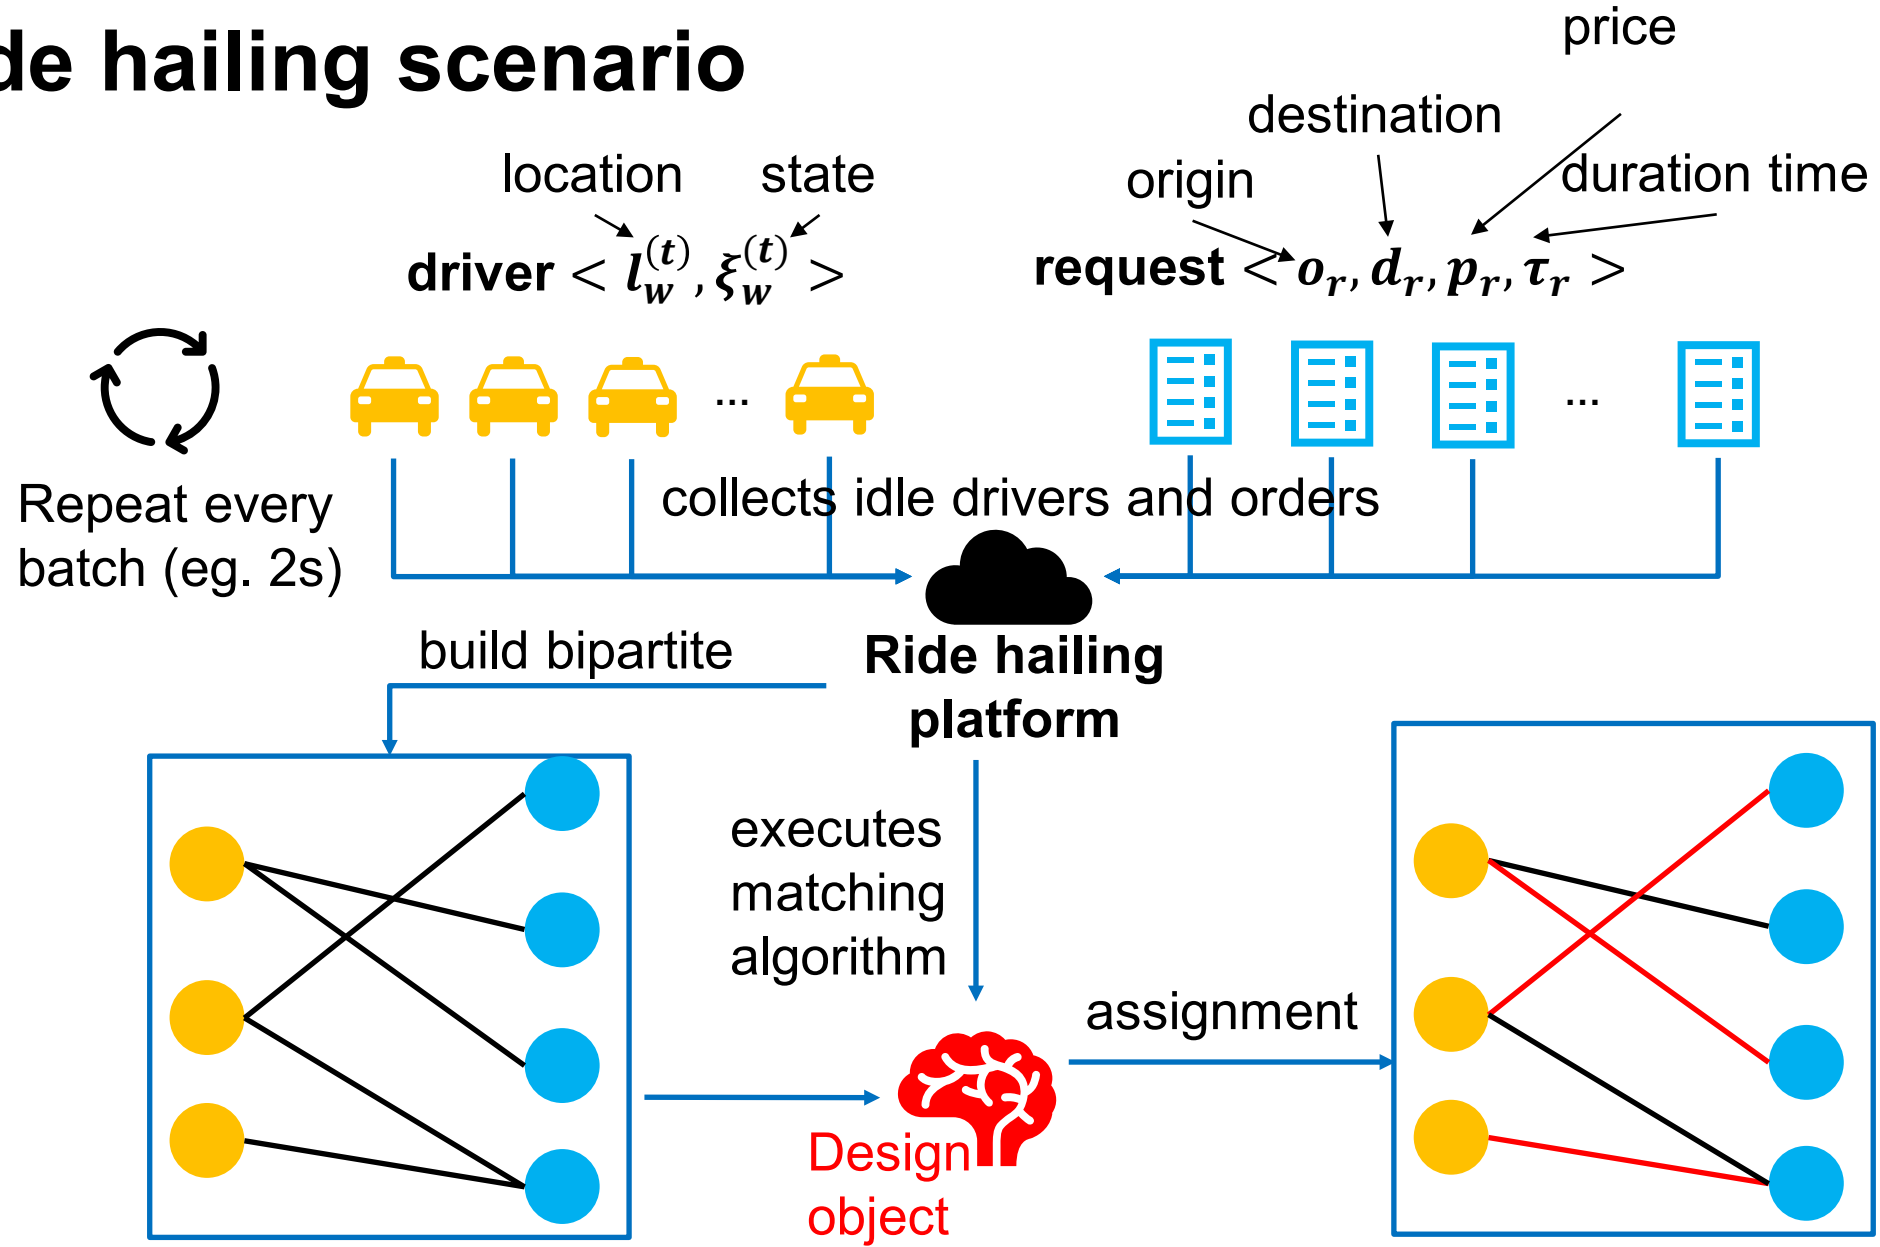 de hailing scenario
price
destination
location state
origin
duration time
driver < l_w^{(t)}, ξ_w^{(t)} >
request < o_r, d_r, p_r, τ_r >
...
...
Repeat every
batch (eg. 2s)
collects idle drivers and orders
build bipartite
Ride hailing
platform
executes
matching
algorithm
assignment
Design
object